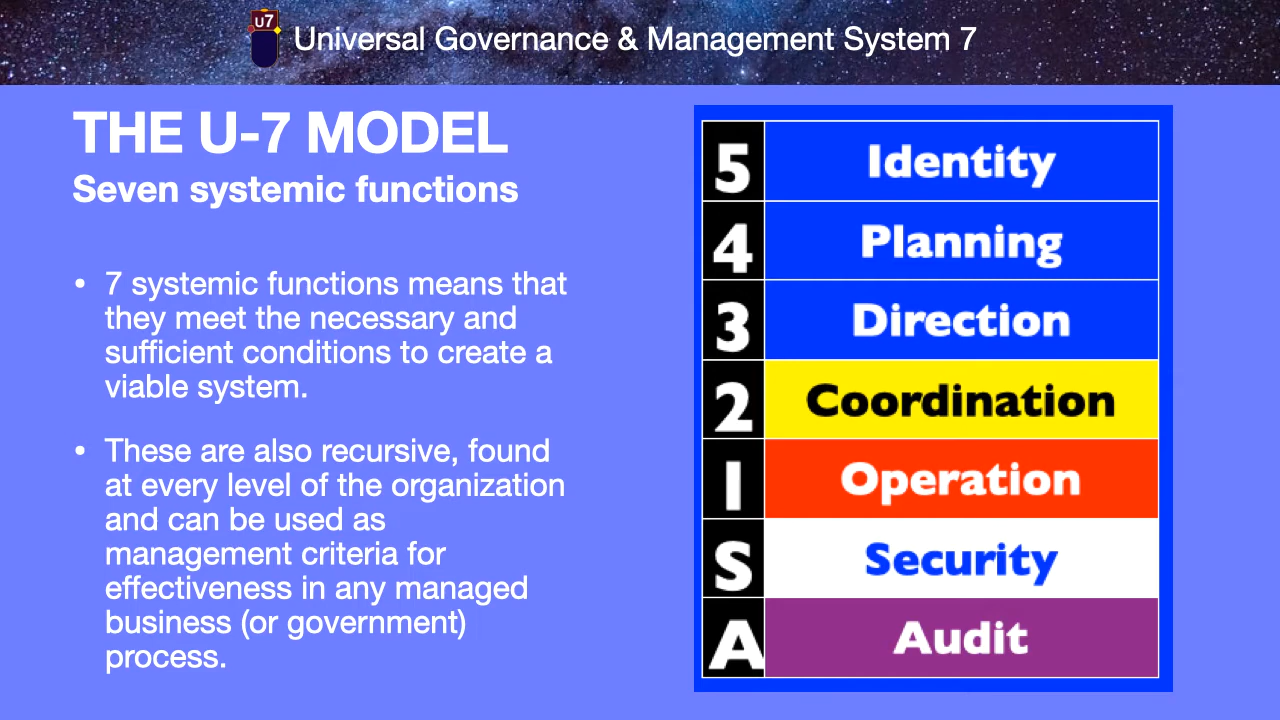 U7
Universal Governance & Management System 7
THE U-7 MODEL
Seven systemic functions
• 7 systemic functions means that
they meet the necessary and
sufficient conditions to create a
viable system.
• These are also recursive, found
at every level of the organization
and can be used as
management criteria for
effectiveness in any managed
business (or government)
process.
5 Identity
4 Planning
3 Direction
2 Coordination
1 Operation
S Security
A Audit